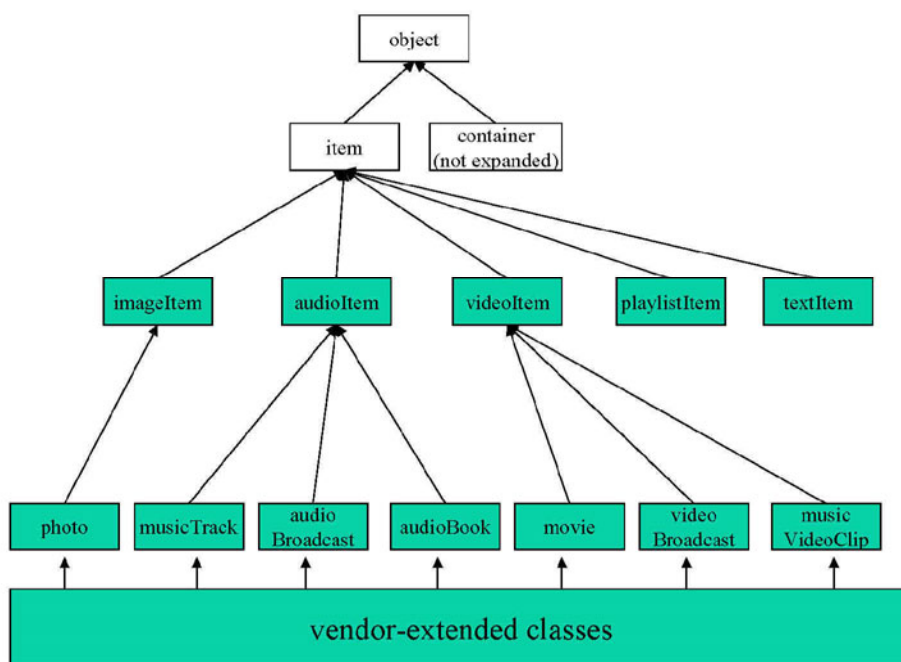 object
item
container
(not expanded)
imageItem
audioItem
videoItem
playlistItem
textItem
photo
musicTrack
audio
Broadcast
audioBook
movie
video
Broadcast
music
VideoClip
vendor-extended classes